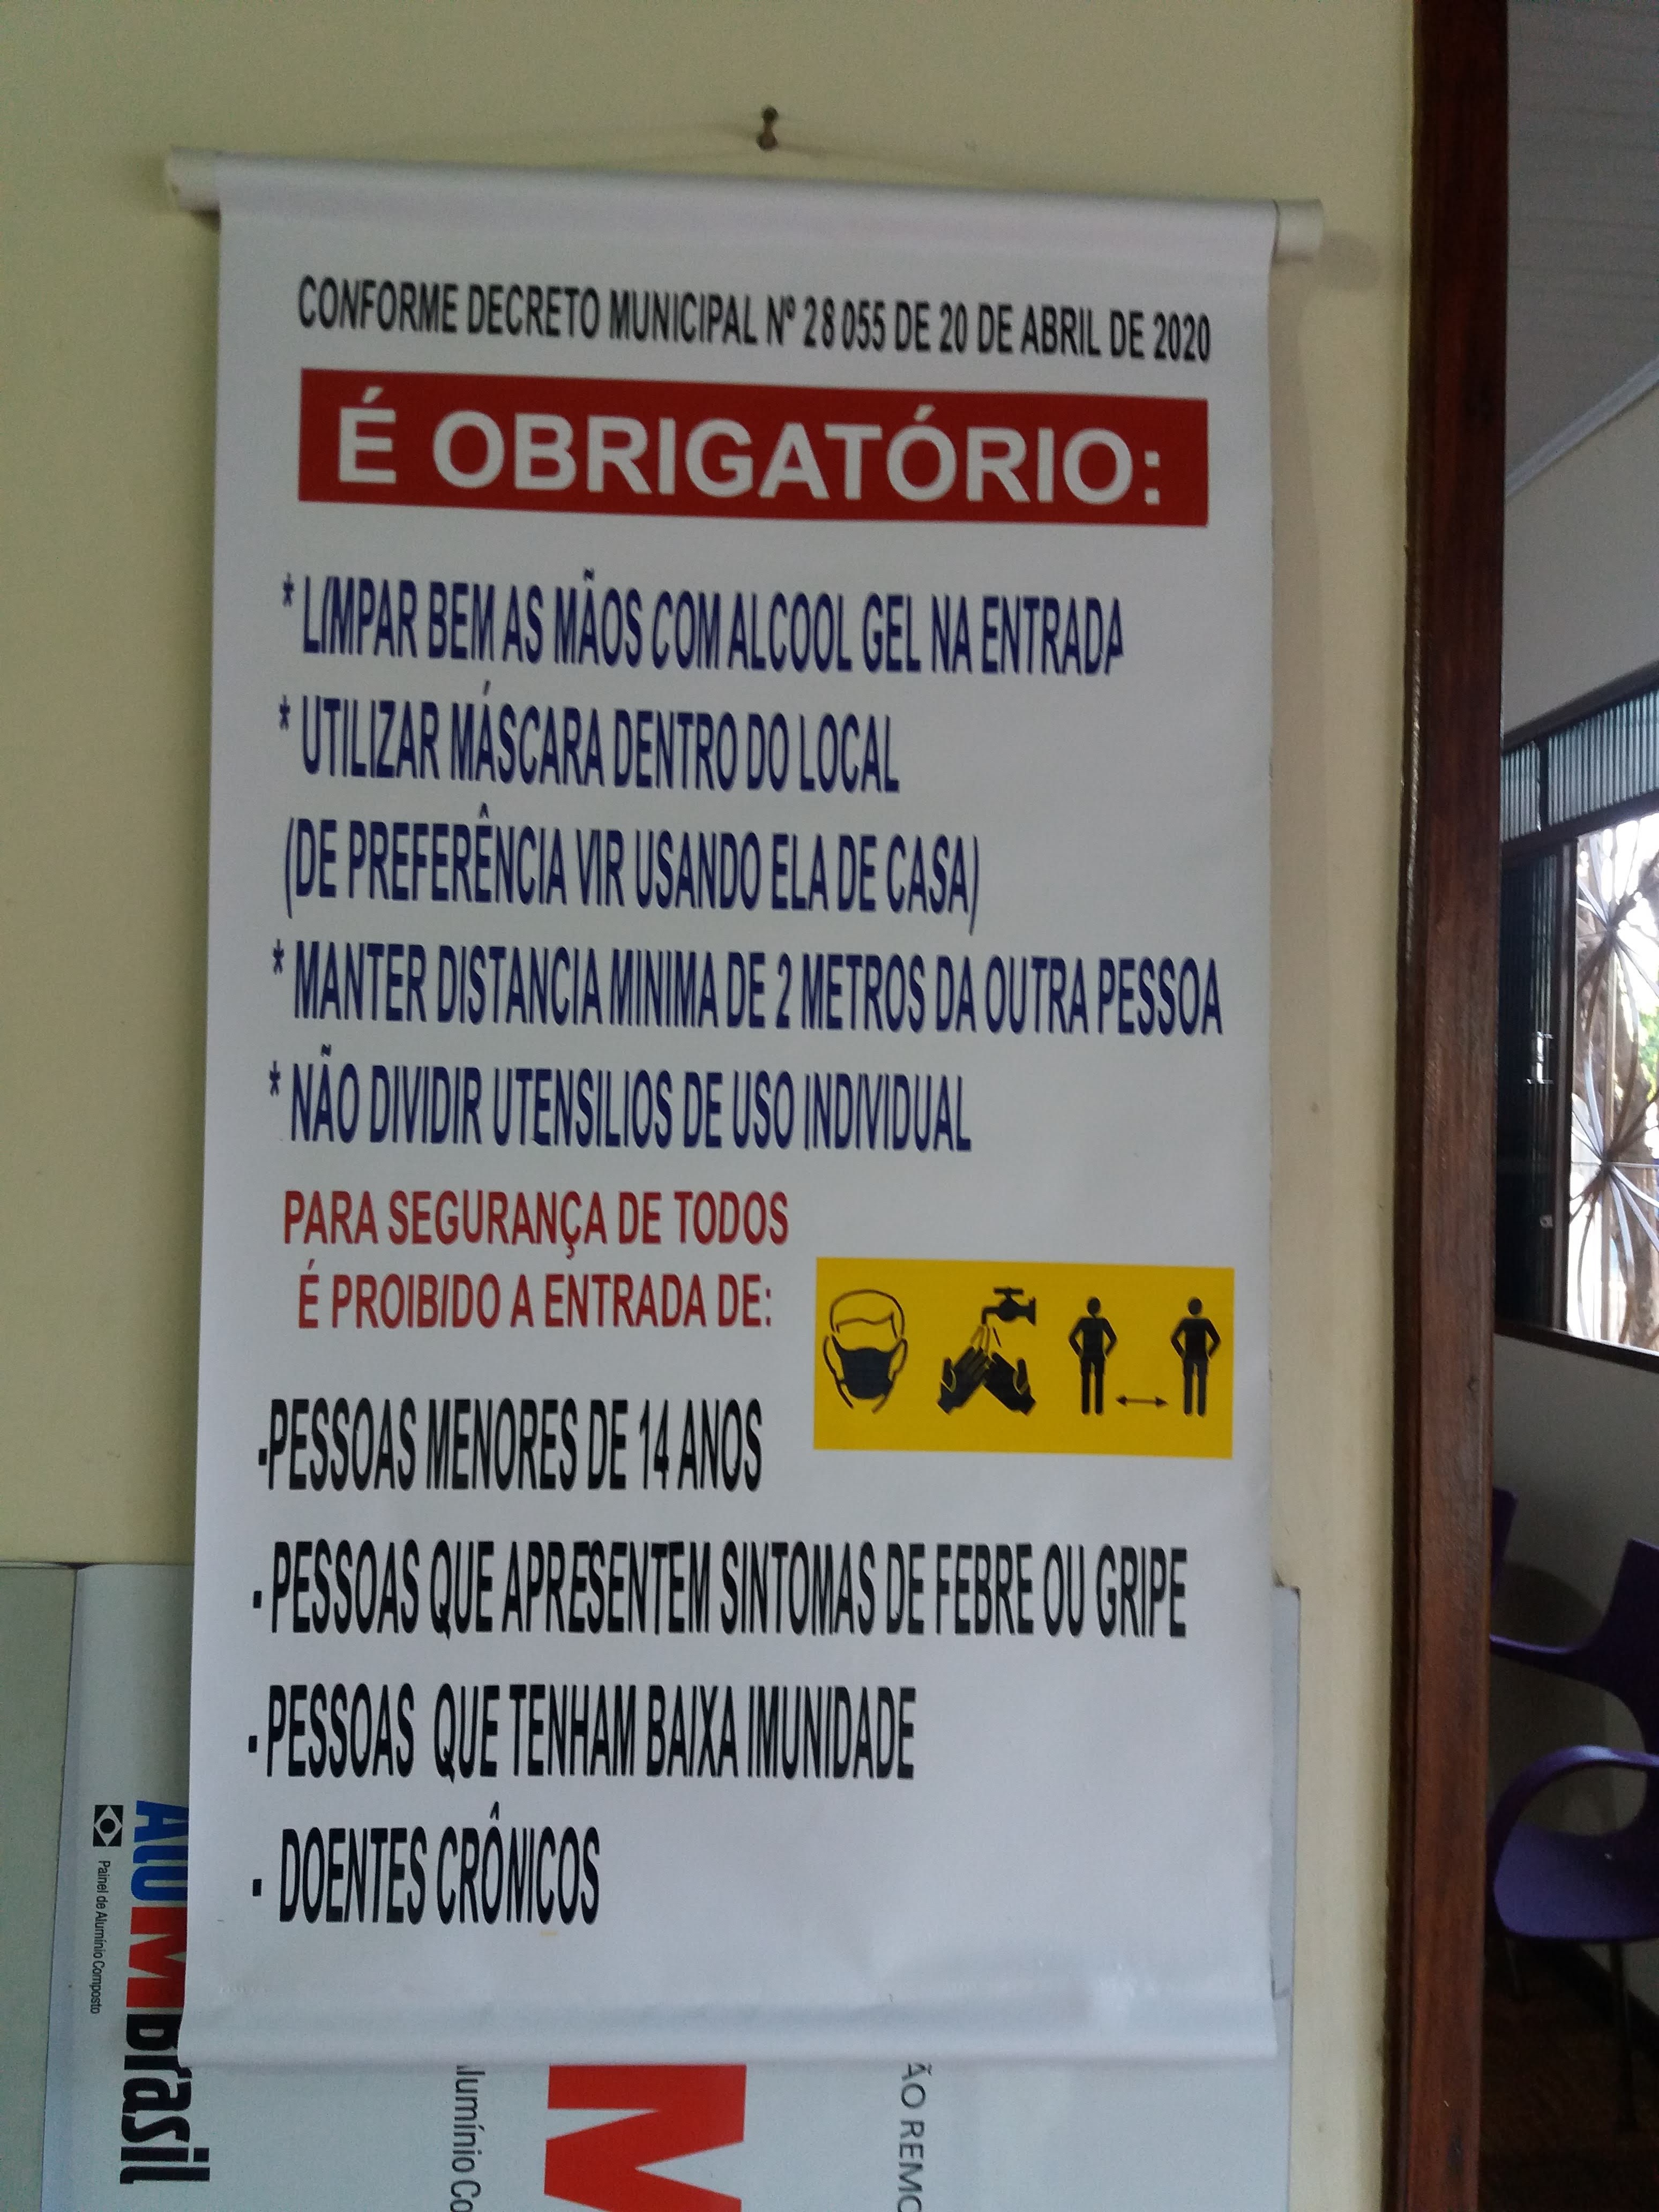 CONFORME DECRETO MUNICIPAL Nº 28 055 DE 20 DE ABRIL DE 2020
É OBRIGATÓRIO:
* LIMPAR BEM AS MÃOS COM ALCOOL GEL NA ENTRADA
* UTILIZAR MÁSCARA DENTRO DO LOCAL
(DE PREFERÊNCIA VIR USANDO ELA DE CASA)
* MANTER DISTANCIA MINIMA DE 2 METROS DA OUTRA PESSOA
* NÃO DIVIDIR UTENSILIOS DE USO INDIVIDUAL
PARA SEGURANÇA DE TODOS
É PROIBIDO A ENTRADA DE:
-PESSOAS MENORES DE 14 ANOS
- PESSOAS QUE APRESENTEM SINTOMAS DE FEBRE OU GRIPE
- PESSOAS QUE TENHAM BAIXA IMUNIDADE
- DOENTES CRÔNICOS
ALUMBrasil
Painel de Alumínio Composto
M